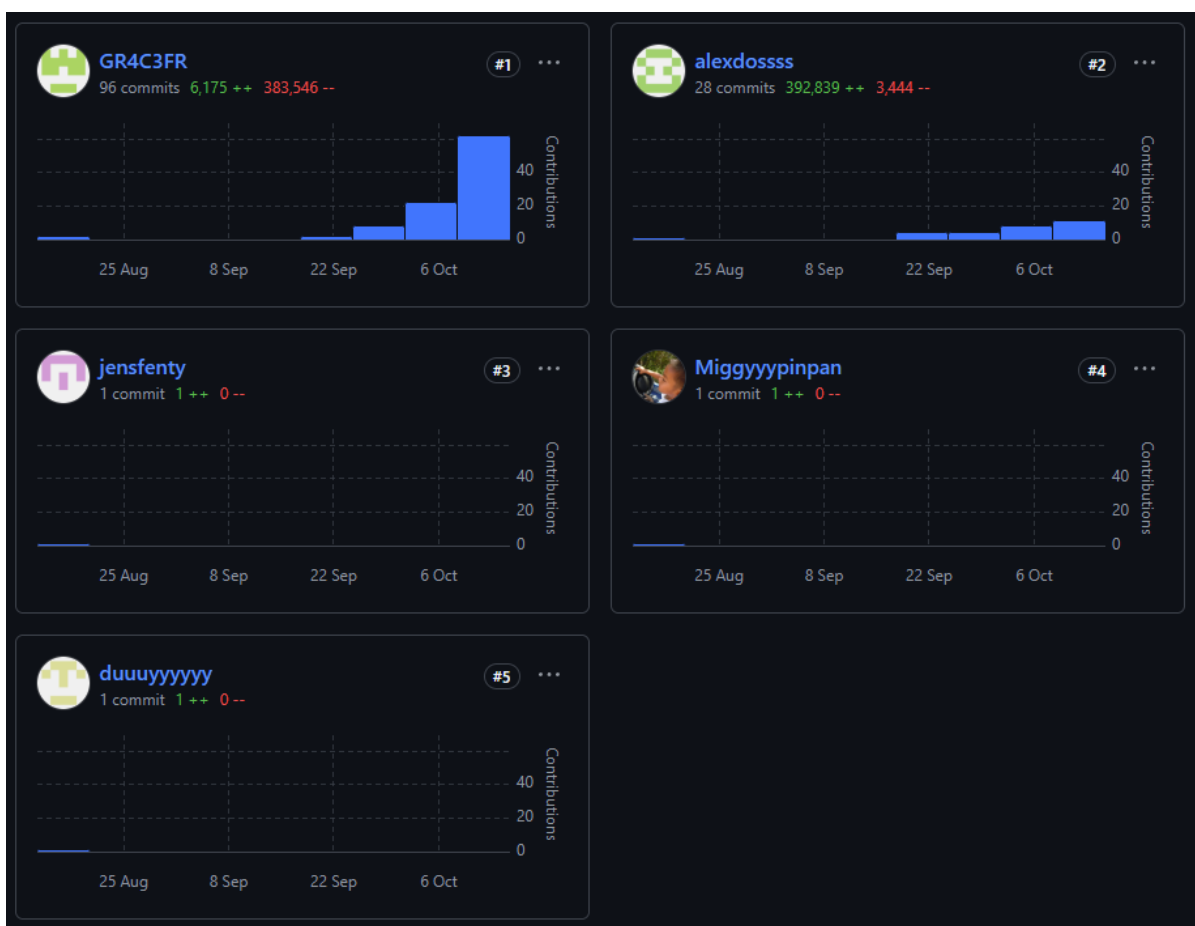 GR4C3FR
#1
96 commits 6,175 ++ 383,546 --
Contributions
40
20
0
25 Aug 8 Sep 22 Sep 6 Oct
alexdossss
#2
28 commits 392,839 ++ 3,444 --
Contributions
40
20
0
25 Aug 8 Sep 22 Sep 6 Oct
jensfenty
#3
1 commit 1 ++ 0 --
Contributions
40
20
0
25 Aug 8 Sep 22 Sep 6 Oct
Miggyyypinpan
#4
1 commit 1 ++ 0 --
Contributions
40
20
0
25 Aug 8 Sep 22 Sep 6 Oct
duuuyyyyyy
#5
1 commit 1 ++ 0 --
Contributions
40
20
0
25 Aug 8 Sep 22 Sep 6 Oct